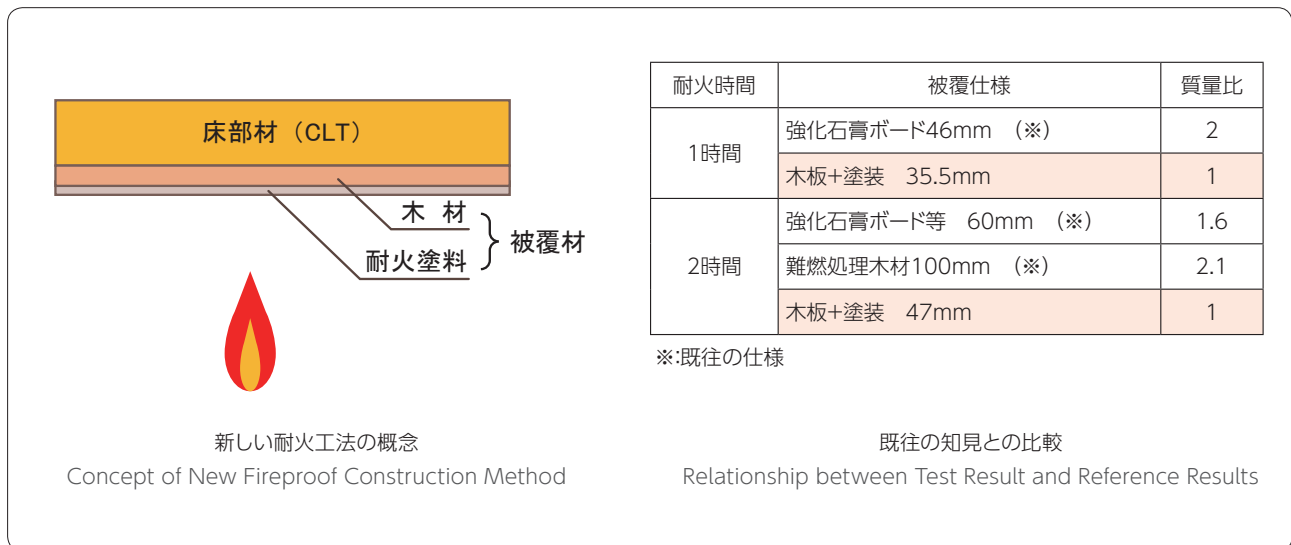 床部材（CLT）
木 材
耐火塗料
被覆材
新しい耐火工法の概念
Concept of New Fireproof Construction Method
耐火時間 被覆仕様 質量比
1時間 強化石膏ボード46mm （※） 2
木板+塗装 35.5mm 1
2時間 強化石膏ボード等 60mm （※） 1.6
難燃処理木材100mm （※） 2.1
木板+塗装 47mm 1
※:既往の仕様
既往の知見との比較
Relationship between Test Result and Reference Results